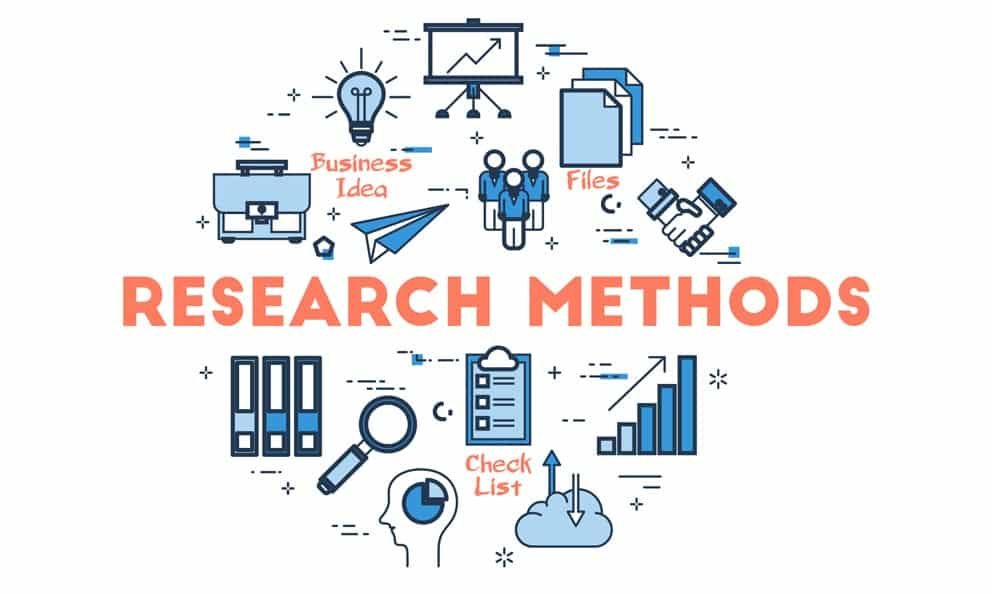 Business
Idea
Files
RESEARCH METHODS
Check
List